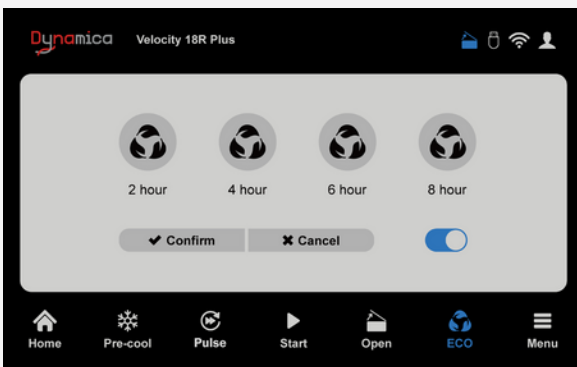 Dynamica Velocity 18R Plus
2 hour 4 hour 6 hour 8 hour
Confirm Cancel
Home Pre-cool Pulse Start Open ECO Menu